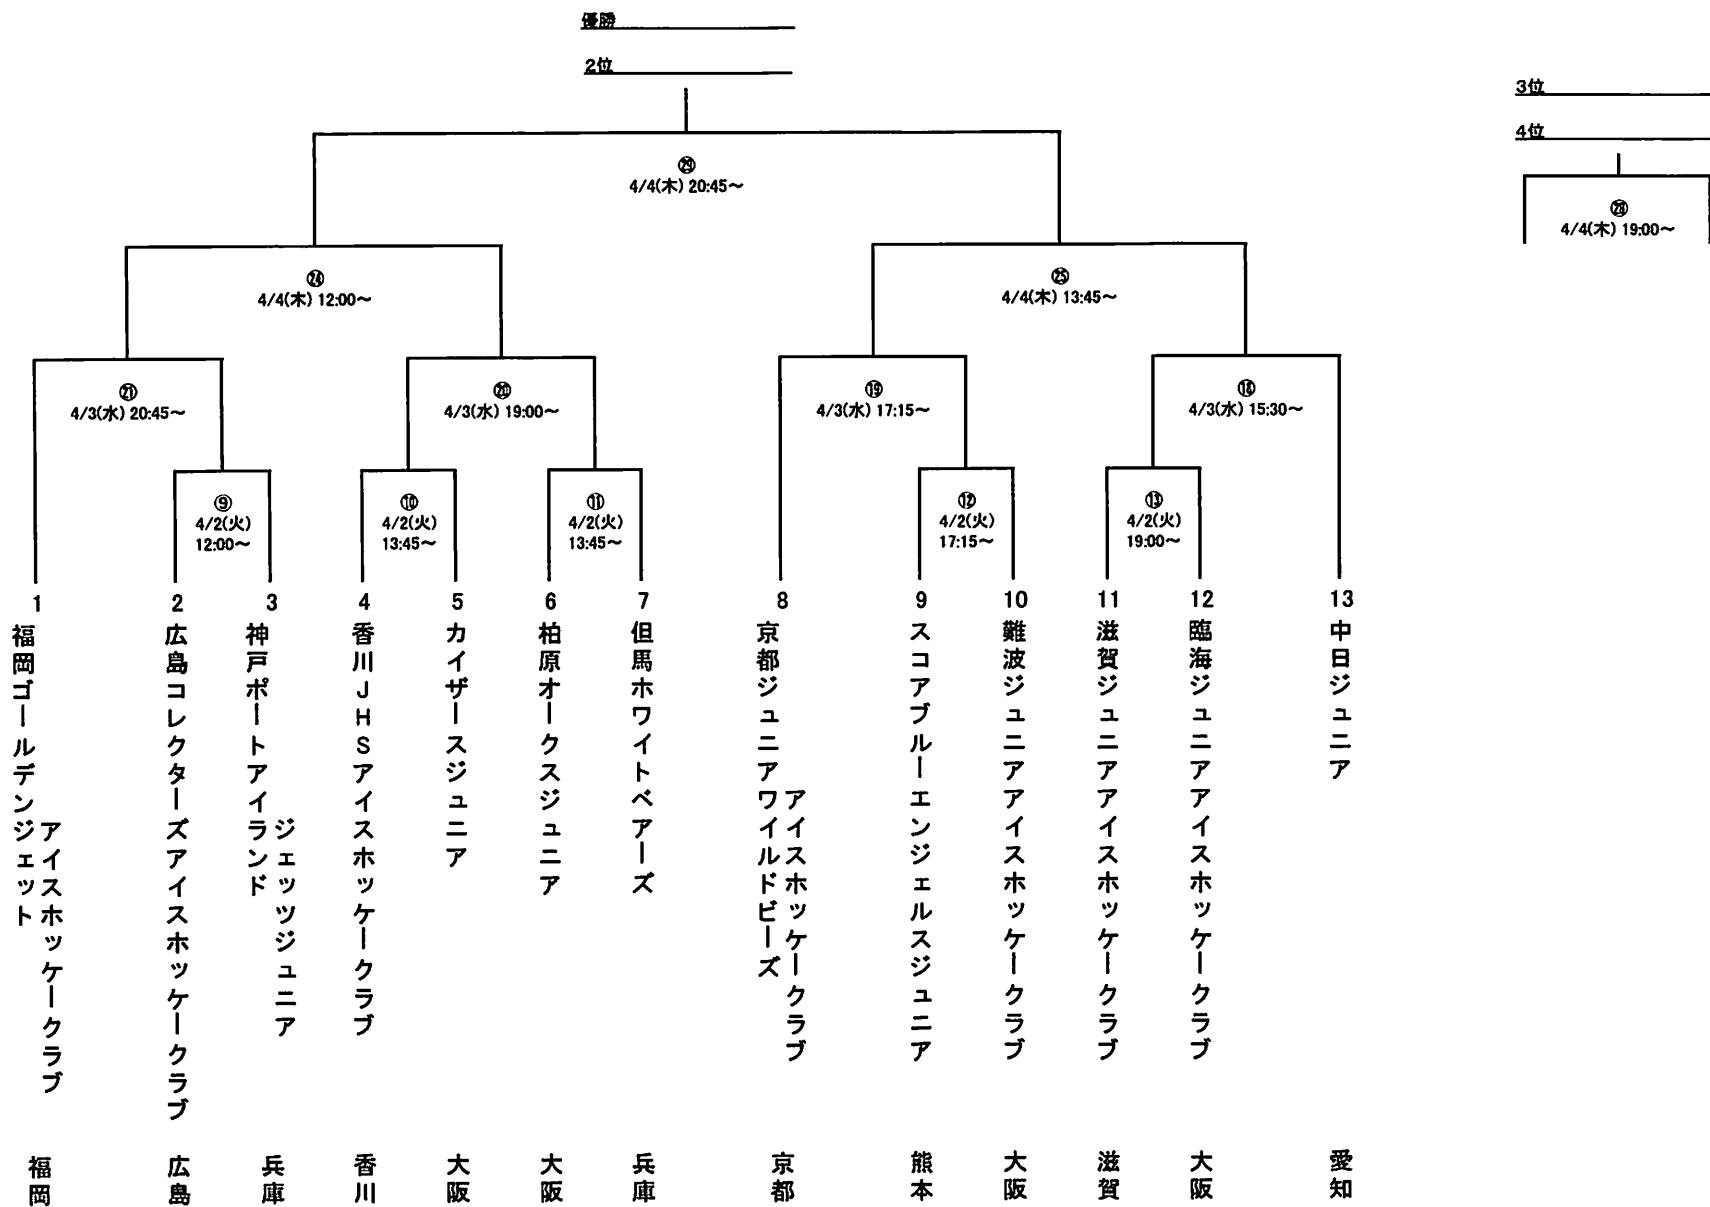 優勝
2位
3位
4位
㉙
4/4(木) 20:45～
㉘
4/4(木) 19:00～
㉔
4/4(木) 12:00～
㉕
4/4(木) 13:45～
㉑
4/3(水) 20:45～
⑳
4/3(水) 19:00～
⑲
4/3(水) 17:15～
⑱
4/3(水) 15:30～
⑨
4/2(火)
12:00～
⑩
4/2(火)
13:45～
⑪
4/2(火)
13:45～
⑫
4/2(火)
17:15～
⑬
4/2(火)
19:00～
1
福岡ゴールデンジェット
アイスホッケークラブ
福岡
2
広島コレクターズアイスホッケークラブ
広島
3
神戸ポートアイランド
ジェッツジュニア
兵庫
4
香川JHSアイスホッケークラブ
香川
5
カイザースジュニア
大阪
6
柏原オークスジュニア
大阪
7
但馬ホワイトベアーズ
兵庫
8
京都ジュニアワイルドビーズ
アイスホッケークラブ
京都
9
スコアブルーエンジェルスジュニア
熊本
10
難波ジュニアアイスホッケークラブ
大阪
11
滋賀ジュニアアイスホッケークラブ
滋賀
12
臨海ジュニアアイスホッケークラブ
大阪
13
中日ジュニア
愛知